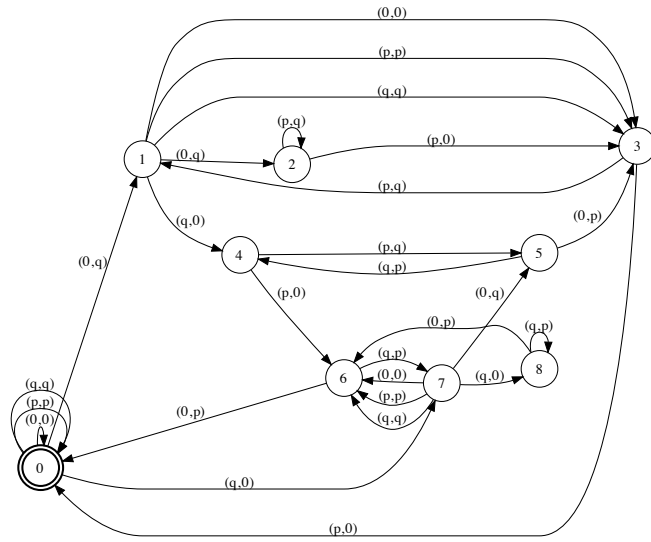 (0,0)
(p,p)
(q,q)
(p,q)
(p,0)
3
1
(0,q)
2
(p,q)
(q,0)
(0,p)
4
(p,q)
5
(q,p)
(0,q)
(p,0)
(0,q)
(0,p)
(q,p)
(q,p)
8
6
(0,0)
7
(q,0)
(p,p)
(q,q)
(q,q)
(p,p)
(0,0)
(0,p)
0
(q,0)
(p,0)